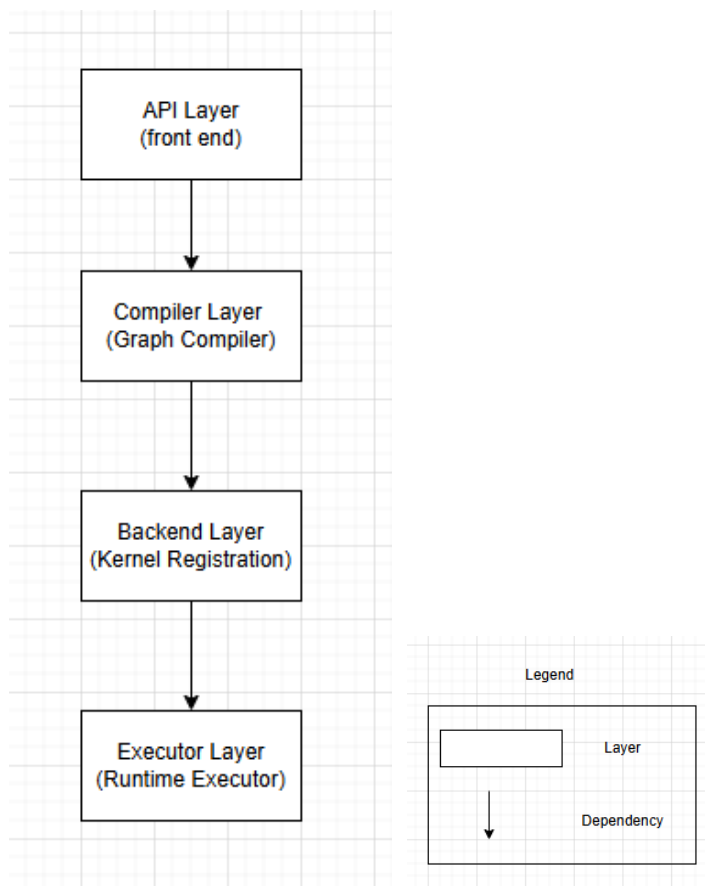 API Layer
(front end)
Compiler Layer
(Graph Compiler)
Backend Layer
(Kernel Registration)
Executor Layer
(Runtime Executor)
Legend
Layer
Dependency